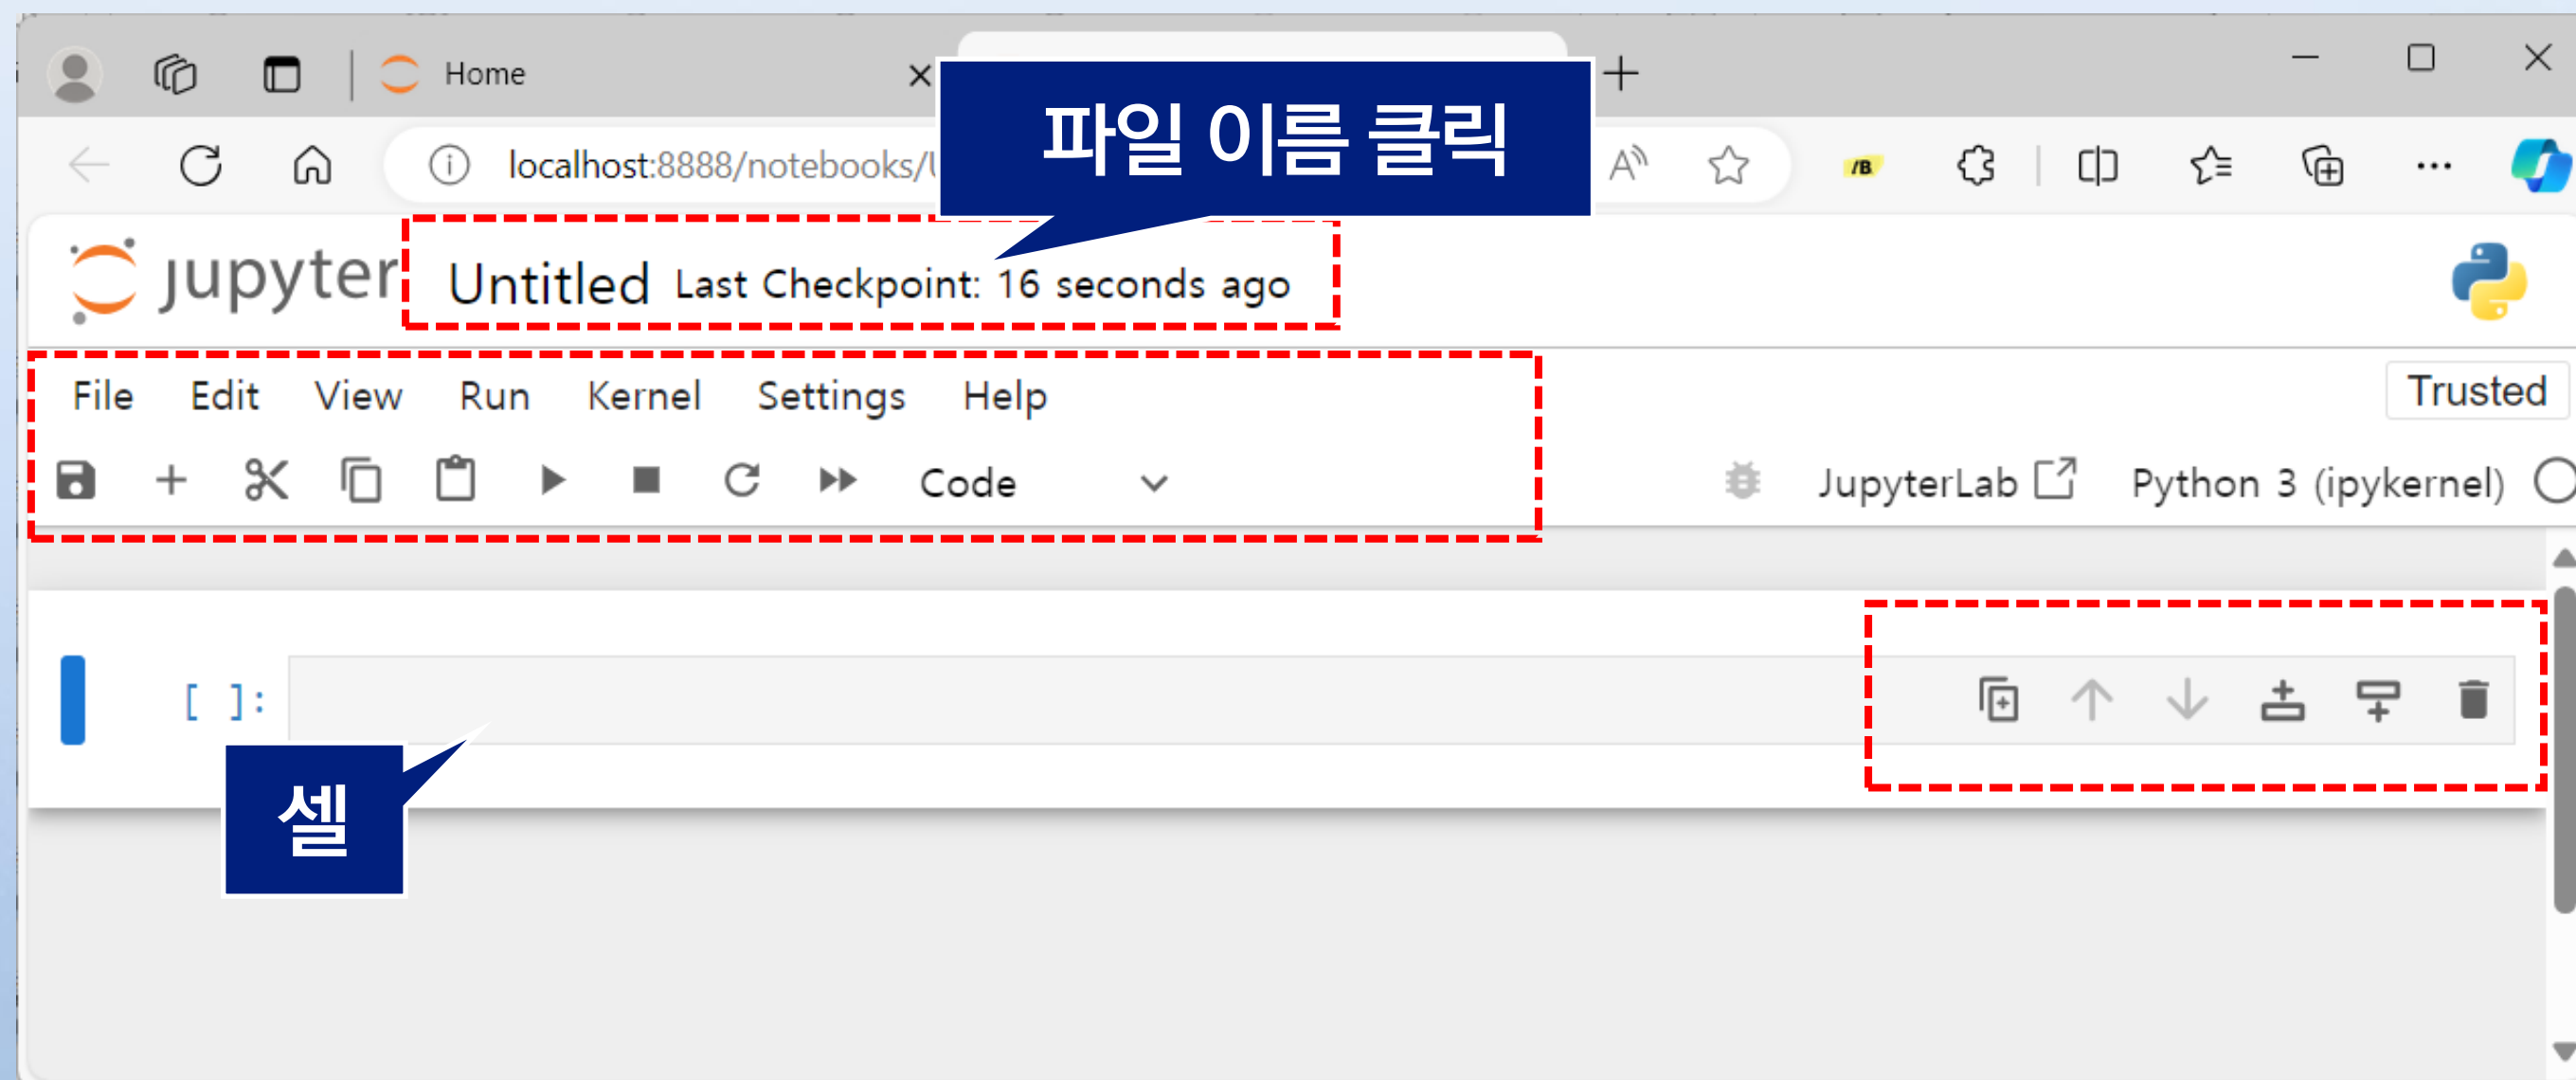 Home
파일 이름 클릭
localhost:8888/notebooks/U
jupyter Untitled Last Checkpoint: 16 seconds ago
File Edit View Run Kernel Settings Help Trusted
Code JupyterLab Python 3 (ipykernel)
[ ]:
셀